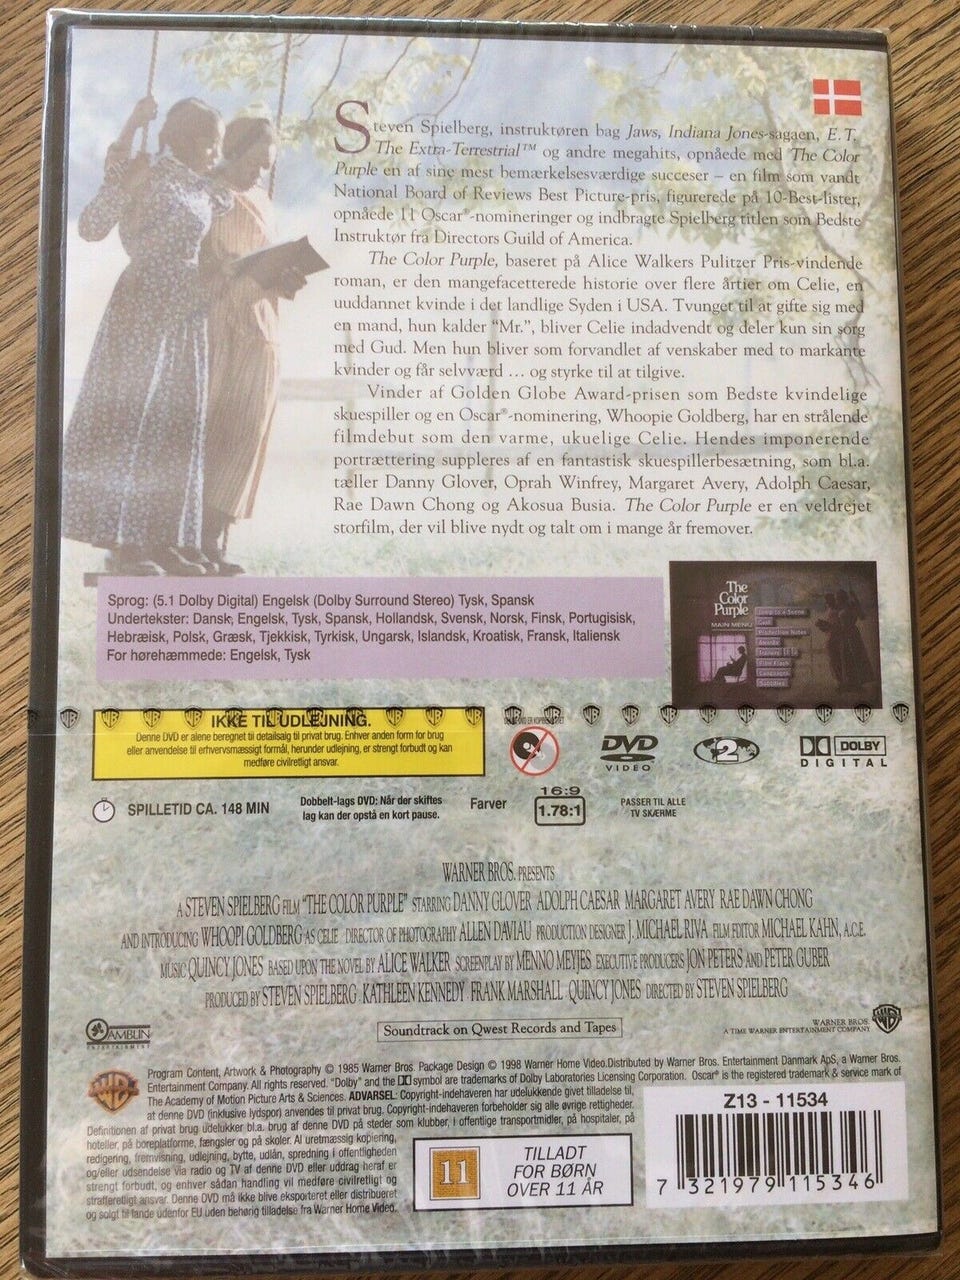 Steven Spielberg, instruktøren bag Jaws, Indiana Jones-sagaen, E. T.
The Extra-Terrestrial™ og andre megahits, opnåede med The Color
Purple en af sine mest bemærkelsesværdige succeser – en film som vandt
National Board of Reviews Best Picture-pris, figurerede på 10-Best-lister,
opnåede 11 Oscar®-nomineringer og indbragte Spielberg titlen som Bedste
Instruktør fra Directors Guild of America.
The Color Purple, baseret på Alice Walkers Pulitzer Pris-vindende
roman, er den mangefacetterede historie over flere årtier om Celie, en
uuddannet kvinde i det landlige Syden i USA. Tvunget til at gifte sig med
en mand, hun kalder “Mr.”, bliver Celie indadvendt og deler kun sin sorg
med Gud. Men hun bliver som forvandlet af venskaber med to markante
kvinder og får selvværd ... og styrke til at tilgive.
Vinder af Golden Globe Award-prisen som Bedste kvindelige
skuespiller og en Oscar®-nominering, Whoopie Goldberg, har en strålende
filmdebut som den varme, ukuelige Celie. Hendes imponerende
portrættering suppleres af en fantastisk skuespillerbesætning, som bl.a.
tæller Danny Glover, Oprah Winfrey, Margaret Avery, Adolph Caesar,
Rae Dawn Chong og Akosua Busia. The Color Purple er en veldrejet
storfilm, der vil blive nydt og talt om i mange år fremover.
Sprog: (5.1 Dolby Digital) Engelsk (Dolby Surround Stereo) Tysk, Spansk
Undertekster: Dansk, Engelsk, Tysk, Spansk, Hollandsk, Svensk, Norsk, Finsk, Portugisisk,
Hebræisk, Polsk, Græsk, Tjekkisk, Tyrkisk, Ungarsk, Islandsk, Kroatisk, Fransk, Italiensk
For hørehæmmede: Engelsk, Tysk
The
Color
Purple
MAIN MENU
Jump to a Scene
Cast
Production Notes
Awards
Trailers
Film Flash
Languages
Subtitles
IKKE TIL UDLEJNING.
Denne DVD er alene beregnet til detailsalg til privat brug. Enhver anden form for brug
eller anvendelse til erhvervsmæssigt formål, herunder udlejning, er strengt forbudt og kan
medføre civilretligt ansvar.
DVD
VIDEO
2
DOLBY
DIGITAL
SPILLETID CA. 148 MIN
Dobbelt-lags DVD: Når der skiftes
lag kan der opstå en kort pause.
Farver
16:9
1.78:1
PASSER TIL ALLE
TV SKÆRME
WARNER BROS. PRESENTS
A STEVEN SPIELBERG FILM "THE COLOR PURPLE" STARRING DANNY GLOVER ADOLPH CAESAR MARGARET AVERY RAE DAWN CHONG
AND INTRODUCING WHOOPI GOLDBERG AS CELIE DIRECTOR OF PHOTOGRAPHY ALLEN DAVIAU PRODUCTION DESIGNER J. MICHAEL RIVA FILM EDITOR MICHAEL KAHN, A.C.E.
MUSIC QUINCY JONES BASED UPON THE NOVEL BY ALICE WALKER SCREENPLAY BY MENNO MEYJES EXECUTIVE PRODUCERS JON PETERS AND PETER GUBER
PRODUCED BY STEVEN SPIELBERG KATHLEEN KENNEDY FRANK MARSHALL QUINCY JONES DIRECTED BY STEVEN SPIELBERG
AMBLIN
ENTERTAINMENT
Soundtrack on Qwest Records and Tapes
WARNER BROS.
A TIME WARNER ENTERTAINMENT COMPANY
Program Content, Artwork & Photography © 1985 Warner Bros. Package Design © 1998 Warner Home Video.Distributed by Warner Bros. Entertainment Danmark ApS, a Warner Bros.
Entertainment Company. All rights reserved. "Dolby" and the symbol are trademarks of Dolby Laboratories Licensing Corporation. Oscar® is the registered trademark & service mark of
The Academy of Motion Picture Arts & Sciences. ADVARSEL: Copyright-indehaveren har udelukkende givet tilladelse til,
at denne DVD (inklusive lydspor) anvendes til privat brug. Copyright-indehaveren forbeholder sig alle øvrige rettigheder.
Definitionen af privat brug udelukker bl.a. brug af denne DVD på steder som klubber, i offentlige transportmidler, på hospitaler, på
hoteller, på boreplatforme, fængsler og på skoler. Al uretmæssig kopiering,
redigering, fremvisning, udlejning, bytte, udlån, spredning i offentligheden
og/eller udsendelse via radio og TV af denne DVD eller uddrag heraf er
strengt forbudt, og enhver sådan handling vil medføre civilretligt og
strafferetligt ansvar. Denne DVD må ikke blive eksporteret eller distribueret
og solgt til lande udenfor EU uden behørig tilladelse fra Warner Home Video.
11
TILLADT
FOR BØRN
OVER 11 ÅR
Z13 - 11534
7 321979 115346